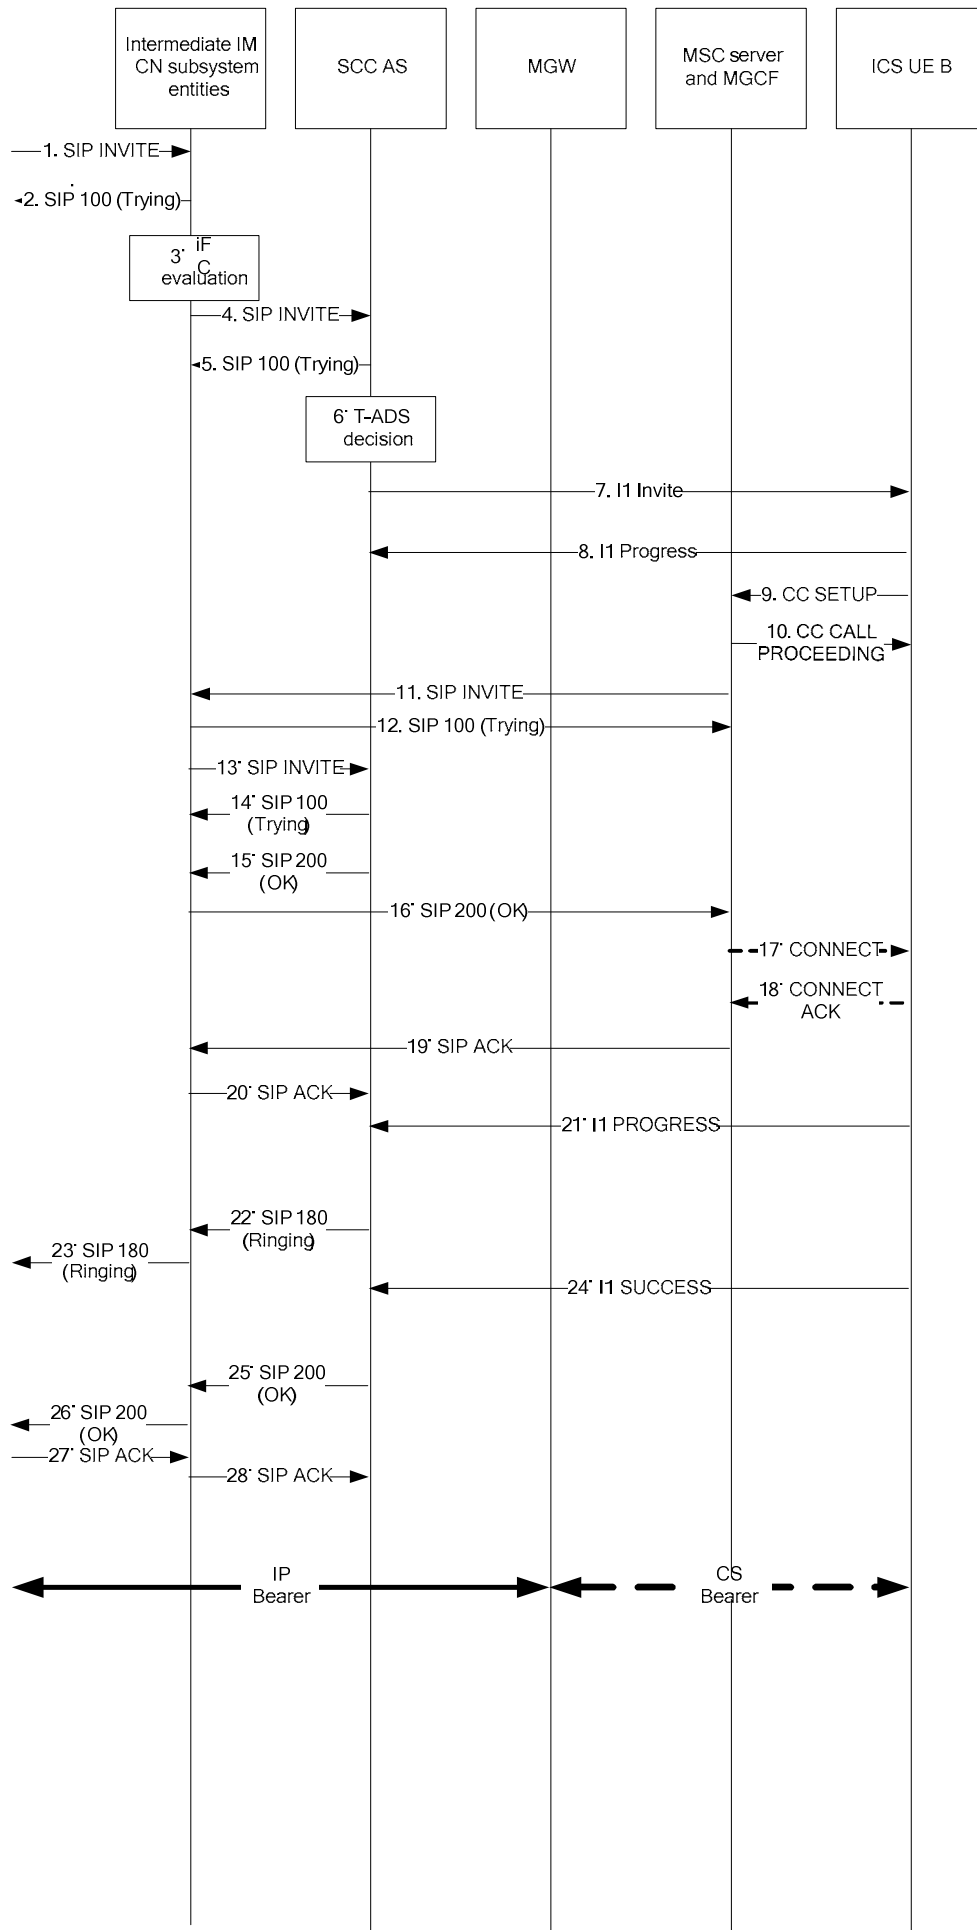 Intermediate IM
CN subsystem
entities
SCC AS
MGW
MSC server
and MGCF
ICS UE B
1. SIP INVITE
2. SIP 100 (Trying)
3. iF
C
evaluation
4. SIP INVITE
5. SIP 100 (Trying)
6. T-ADS
decision
7. I1 Invite
8. I1 Progress
9. CC SETUP
10. CC CALL
PROCEEDING
11. SIP INVITE
12. SIP 100 (Trying)
13. SIP INVITE
14. SIP 100
(Trying)
15. SIP 200
(OK)
16. SIP 200 (OK)
17. CONNECT
18. CONNECT
ACK
19. SIP ACK
20. SIP ACK
21. I1 PROGRESS
22. SIP 180
(Ringing)
23. SIP 180
(Ringing)
24. I1 SUCCESS
25. SIP 200
(OK)
26. SIP 200
(OK)
27. SIP ACK
28. SIP ACK
IP
Bearer
CS
Bearer